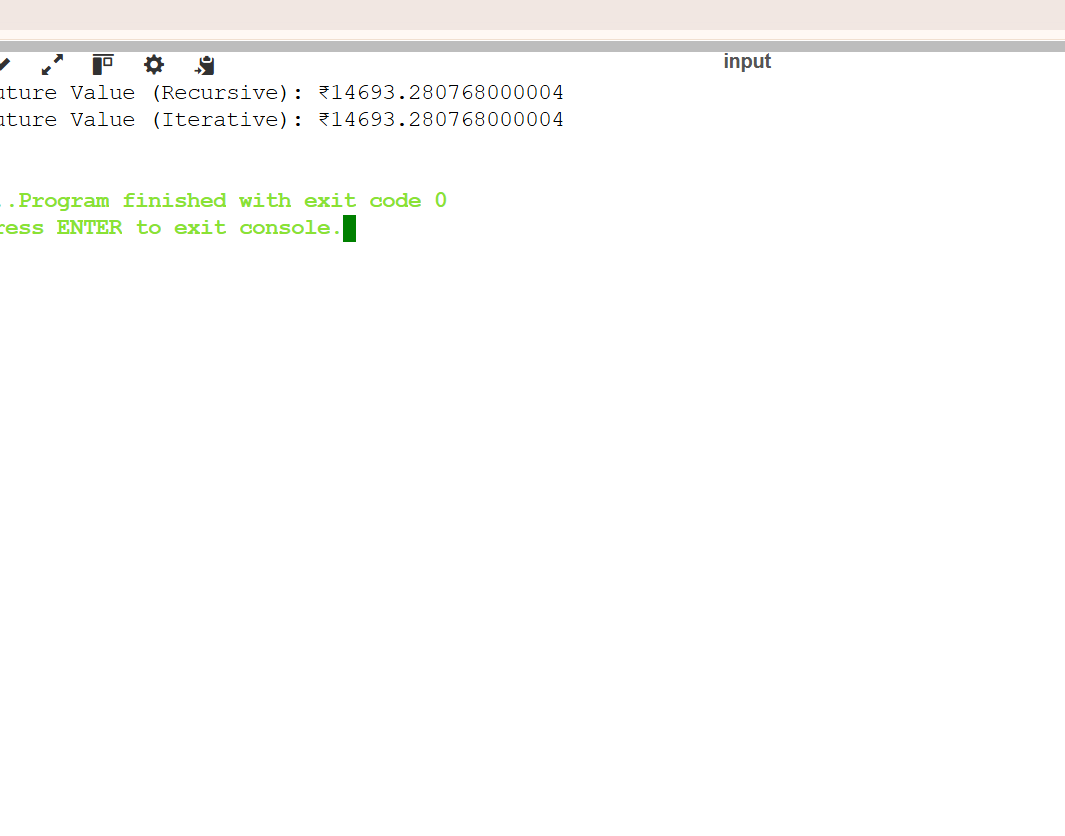 input
uture Value (Recursive): ₹14693.280768000004
uture Value (Iterative): ₹14693.280768000004
..Program finished with exit code 0
ress ENTER to exit console.